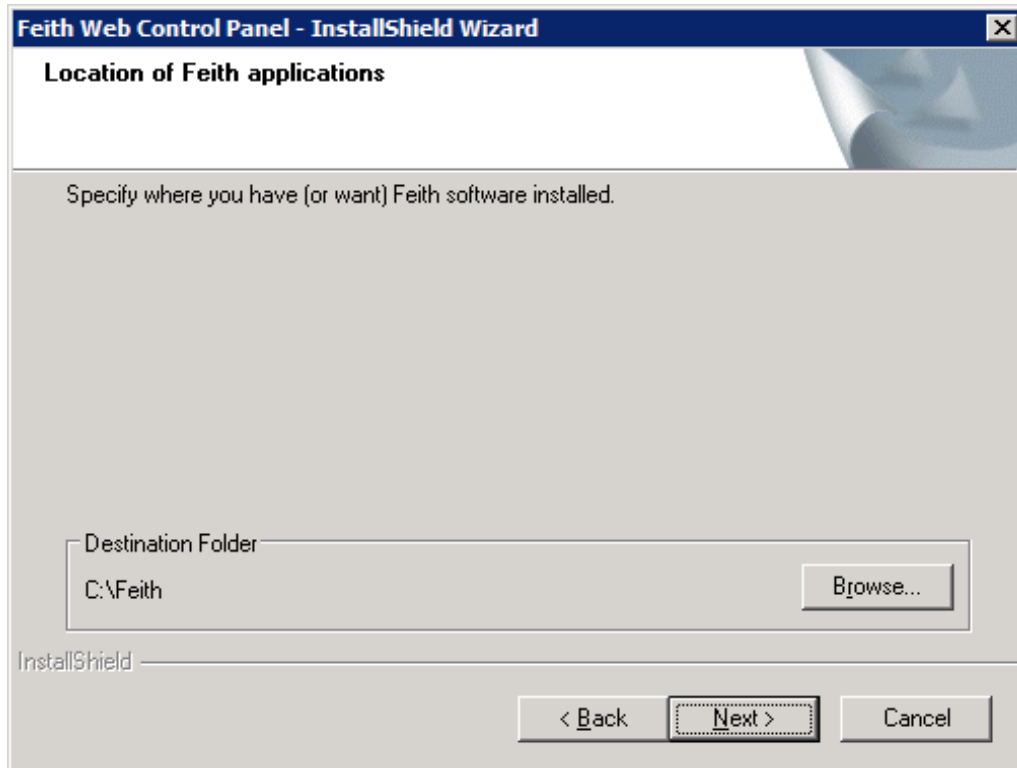 Feith Web Control Panel - InstallShield Wizard
Location of Feith applications
Specify where you have (or want) Feith software installed.
Destination Folder
C:\Feith
Browse...
InstallShield
< Back
Next >
Cancel